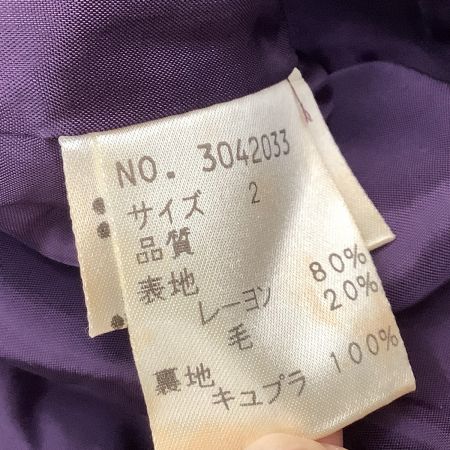 NO. 3042033
サイズ 2
品質
表地
レーヨン 80%
毛 20%
裏地
キュプラ 100%